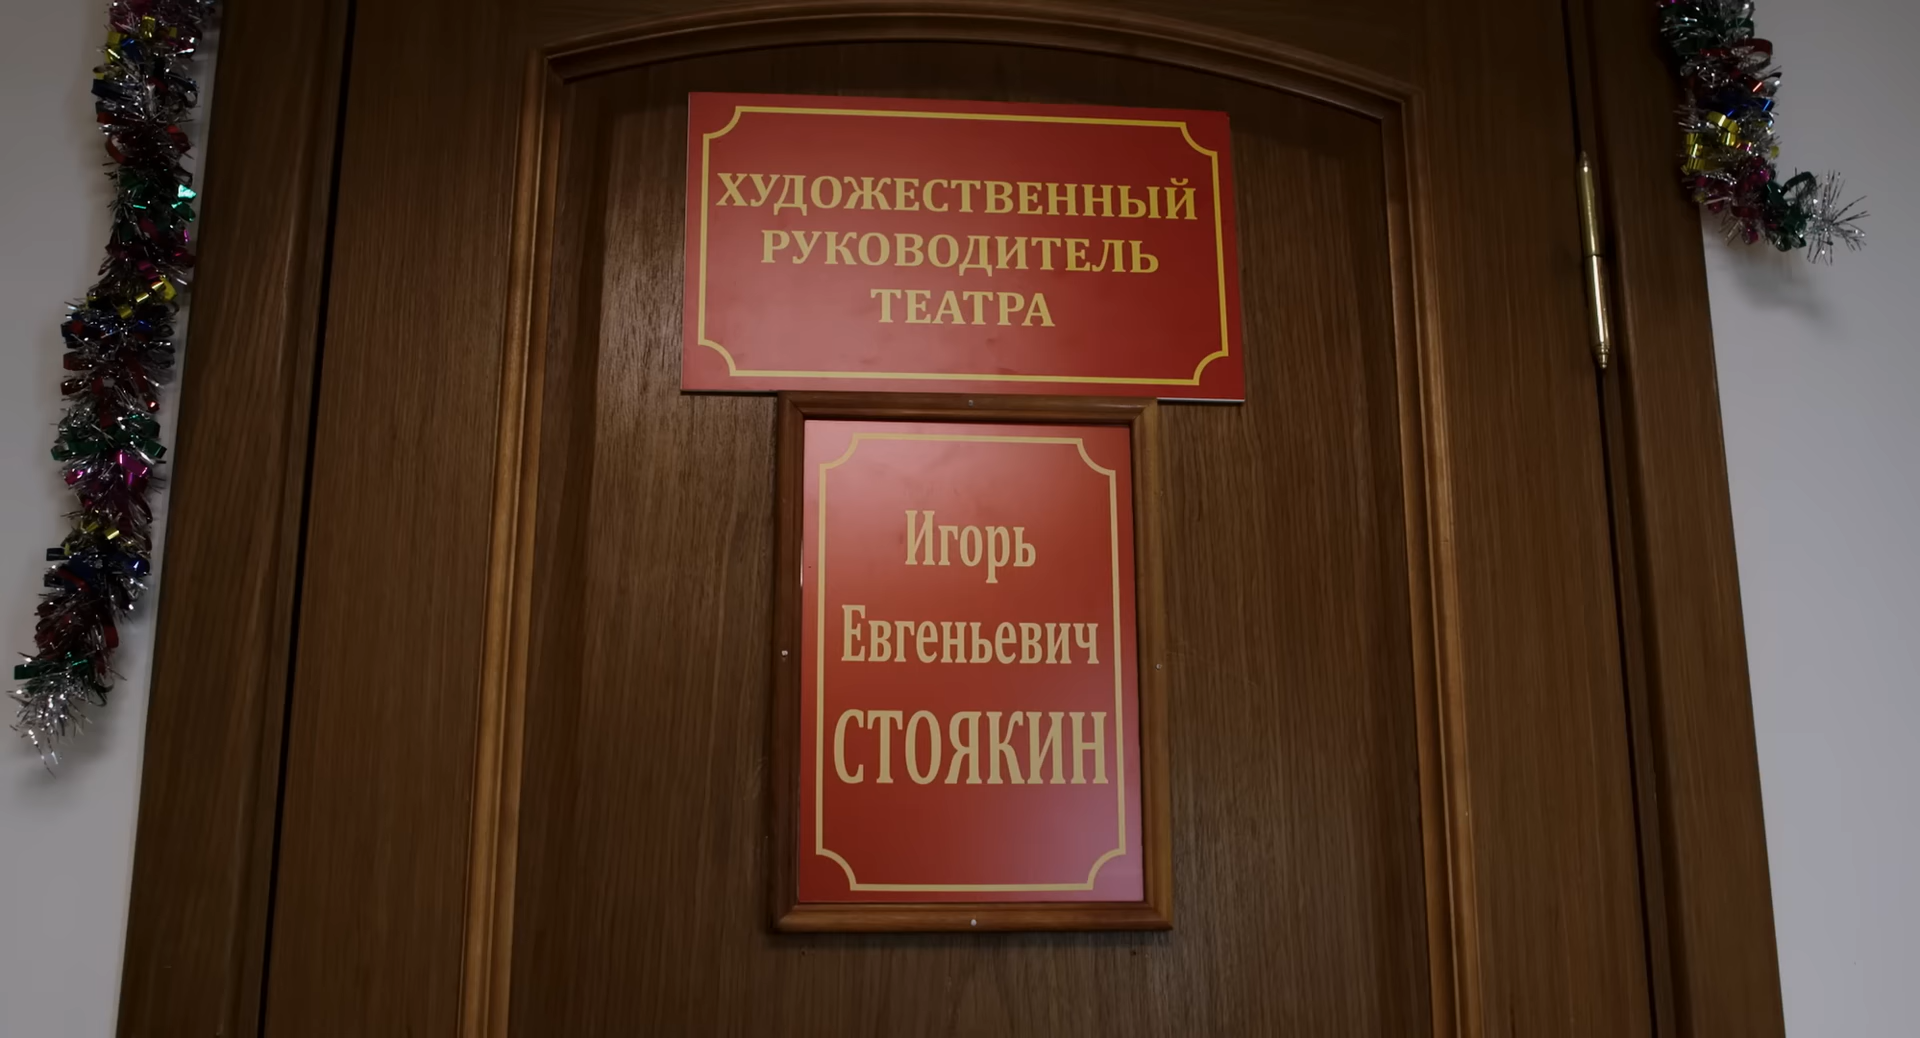 ХУДОЖЕСТВЕННЫЙ
РУКОВОДИТЕЛЬ
ТЕАТРА
Игорь
Евгеньевич
СТОЯКИН